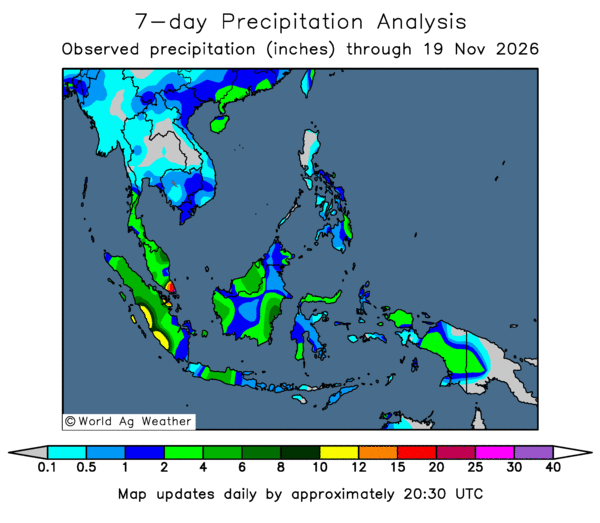 7-day Precipitation Analysis
Observed precipitation (inches) through 19 Nov 2026
©World Ag Weather
0.1 0.5 1 2 4 6 8 10 12 15 20 25 30 40
Map updates daily by approximately 20:30 UTC